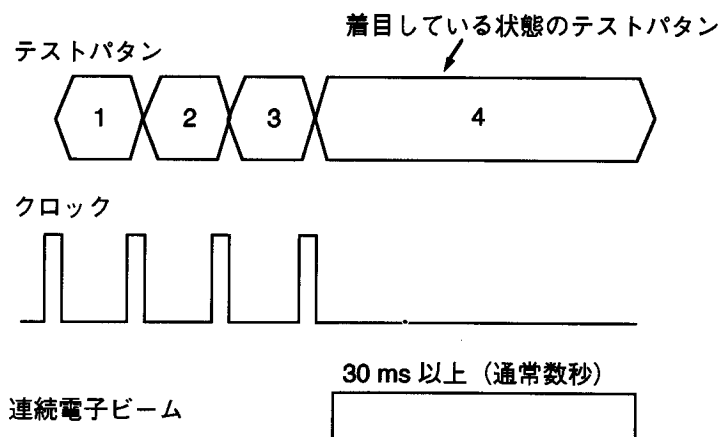 着目している状態のテストパタン
テストパタン
1 2 3 4
クロック
30 ms 以上（通常数秒）
連続電子ビーム